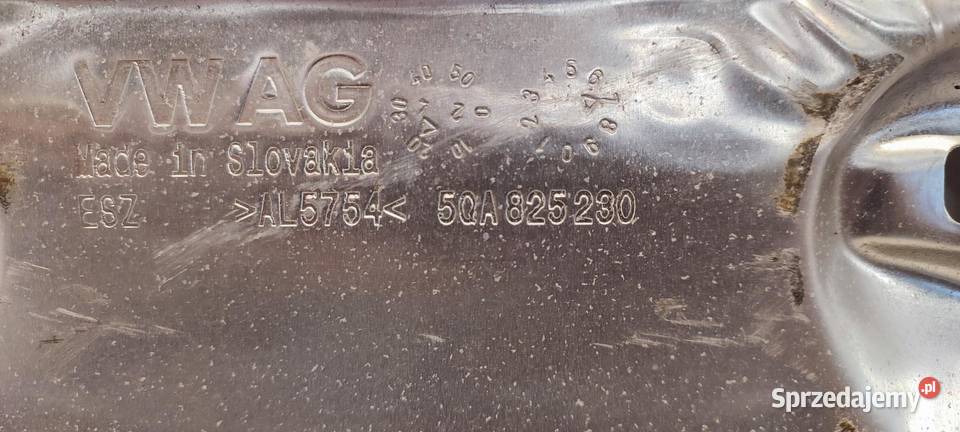 VW AG
Made in Slovakia
ESZ >AL5754< 5QA 825 230
Sprzedajemy.pl